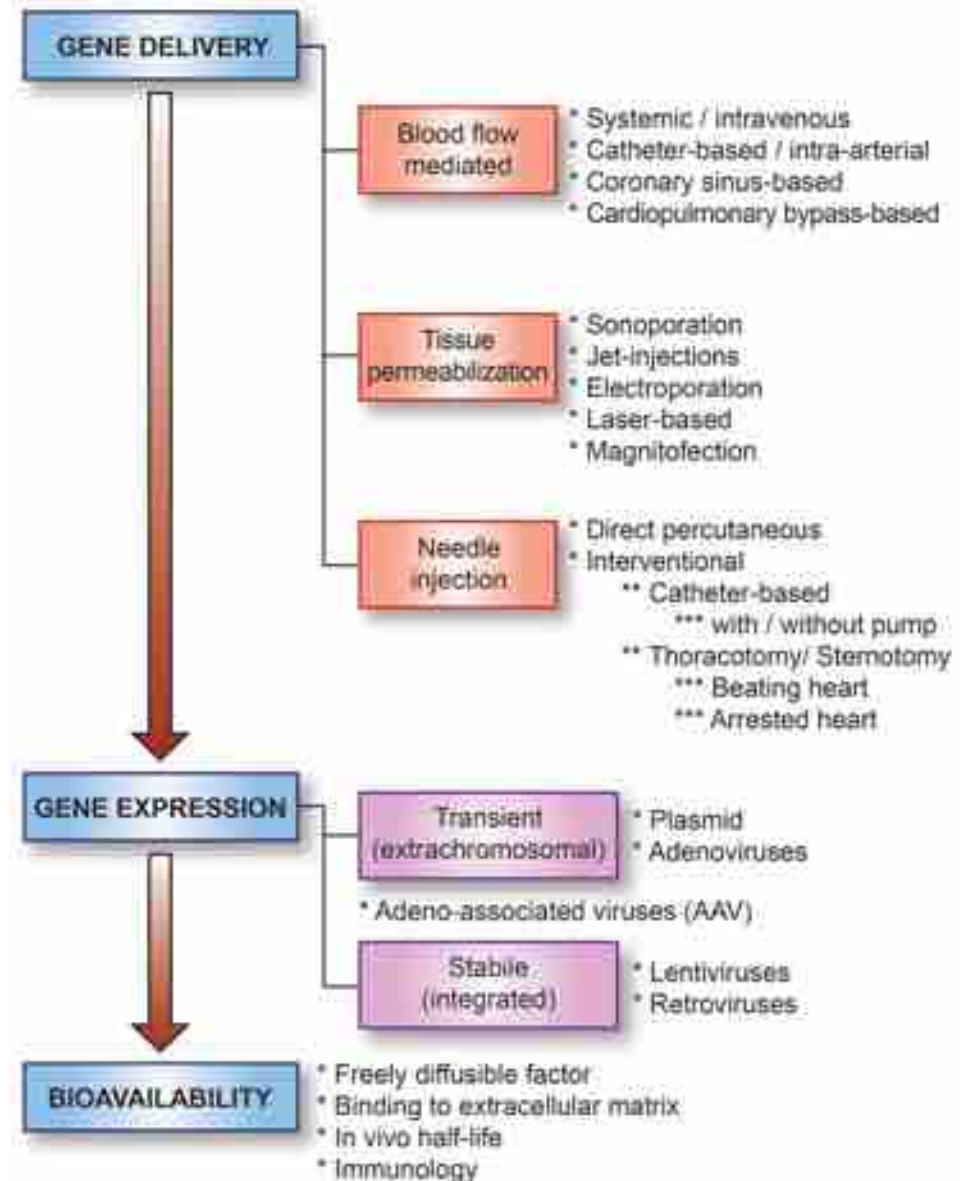 GENE DELIVERY
Blood flow
mediated
* Systemic / intravenous
* Catheter-based / intra-arterial
* Coronary sinus-based
* Cardiopulmonary bypass-based
Tissue
permeabilization
* Sonoporation
* Jet-injections
* Electroporation
* Laser-based
* Magnitofection
Needle
injection
* Direct percutaneous
* Interventional
** Catheter-based
*** with / without pump
** Thoracotomy/ Sternotomy
*** Beating heart
*** Arrested heart
GENE EXPRESSION
Transient
(extrachromosomal)
* Plasmid
* Adenoviruses
* Adeno-associated viruses (AAV)
Stabile
(integrated)
* Lentiviruses
* Retroviruses
BIOAVAILABILITY
* Freely diffusible factor
* Binding to extracellular matrix
* In vivo half-life
* Immunology